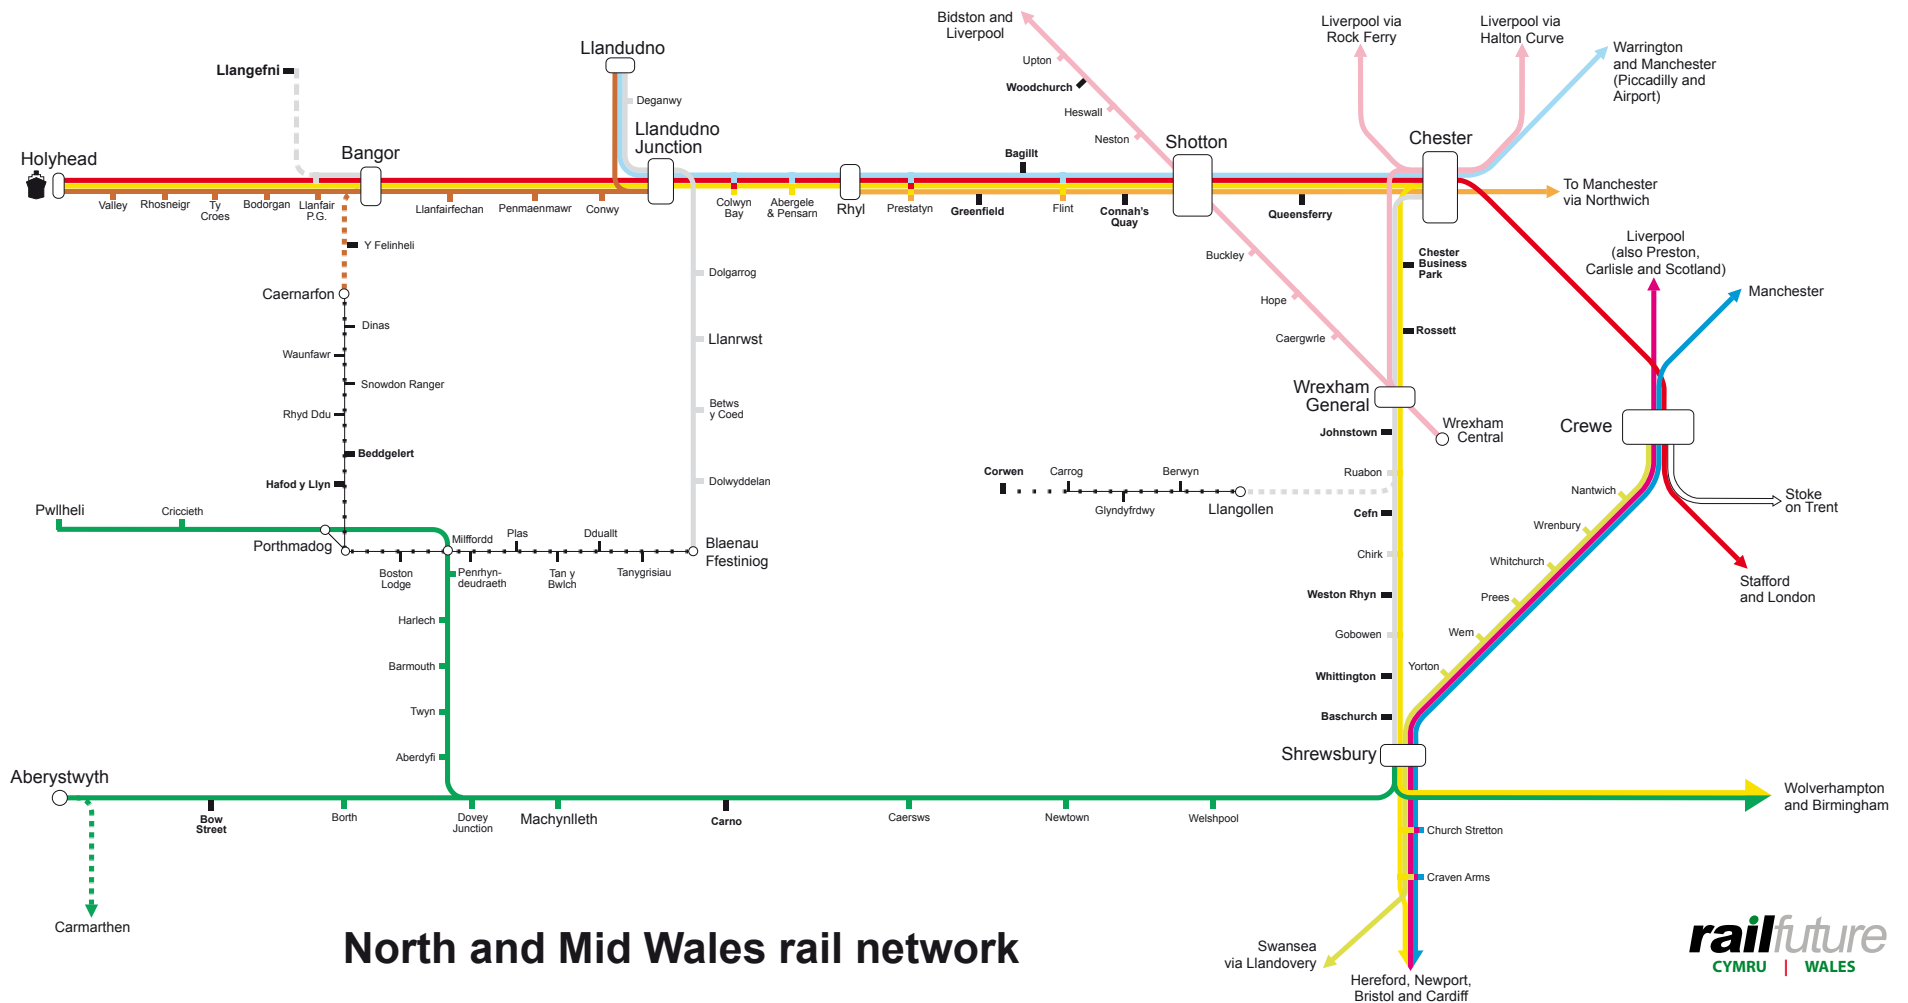 Bidston and
Liverpool
Liverpool via
Rock Ferry
Liverpool via
Halton Curve
Warrington
and Manchester
(Piccadilly and
Airport)
Llandudno
Llangefni
Upton
Woodchurch
Heswall
Neston
Deganwy
Llandudno
Junction
Shotton
Chester
Holyhead
Bangor
Bagillt
Valley
Rhosneigr
Ty
Croes
Bodorgan
Llanfair
P.G.
Llanfairfechan
Penmaenmawr
Conwy
Colwyn
Bay
Abergele
& Pensarn
Rhyl
Prestatyn
Greenfield
Flint
Connah's
Quay
Queensferry
To Manchester
via Northwich
Y Felinheli
Dolgarrog
Buckley
Chester
Business
Park
Liverpool
(also Preston,
Carlisle and Scotland)
Manchester
Caernarfon
Hope
Dinas
Llanrwst
Caergwrle
Rossett
Waunfawr
Snowdon Ranger
Rhyd Ddu
Betws
y Coed
Wrexham
General
Wrexham
Central
Crewe
Johnstown
Beddgelert
Hafod y Llyn
Dolwyddelan
Corwen
Carrog
Berwyn
Glyndyfrdwy
Llangollen
Ruabon
Nantwich
Stoke
on Trent
Pwllheli
Criccieth
Cefn
Wrenbury
Porthmadog
Milffordd
Plas
Dduallt
Blaenau
Ffestiniog
Boston
Lodge
Penrhyn-
deudraeth
Tan y
Bwlch
Tanygrisiau
Chirk
Whitchurch
Stafford
and London
Weston Rhyn
Prees
Harlech
Gobowen
Wem
Barmouth
Whittington
Yorton
Twyn
Baschurch
Aberdyfi
Shrewsbury
Aberystwyth
Wolverhampton
and Birmingham
Bow
Street
Borth
Dovey
Junction
Machynlleth
Carno
Caersws
Newtown
Welshpool
Church Stretton
Craven Arms
Carmarthen
North and Mid Wales rail network
Swansea
via Llandovery
Hereford, Newport,
Bristol and Cardiff
railfuture
CYMRU | WALES